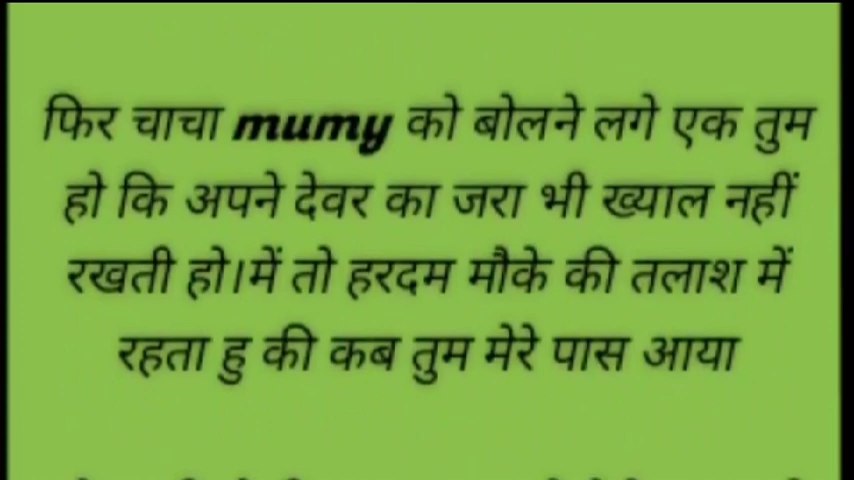 फिर चाचा mumy को बोलने लगे एक तुम
हो कि अपने देवर का जरा भी ख्याल नहीं
रखती हो।में तो हरदम मौके की तलाश में
रहता हु की कब तुम मेरे पास आया